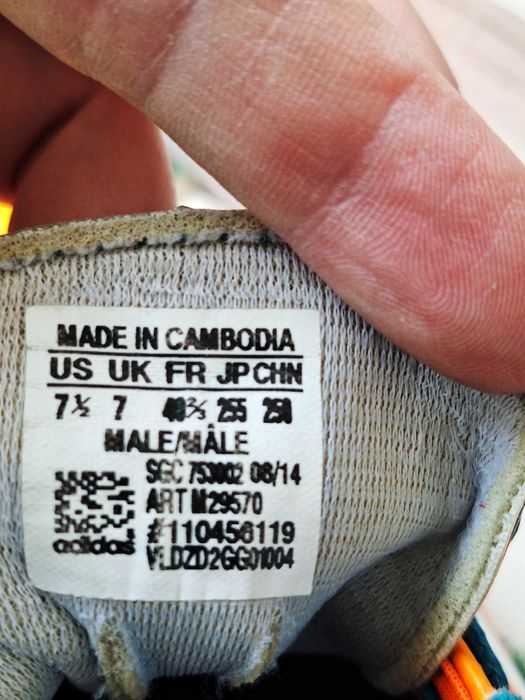 MADE IN CAMBODIA
US UK FR JP CHN
7½ 7 40⅔ 255 250
MALE/MÂLE
SGC 753002 08/14
ART M29570
#110456119
VLDZD2GG01004
adidas